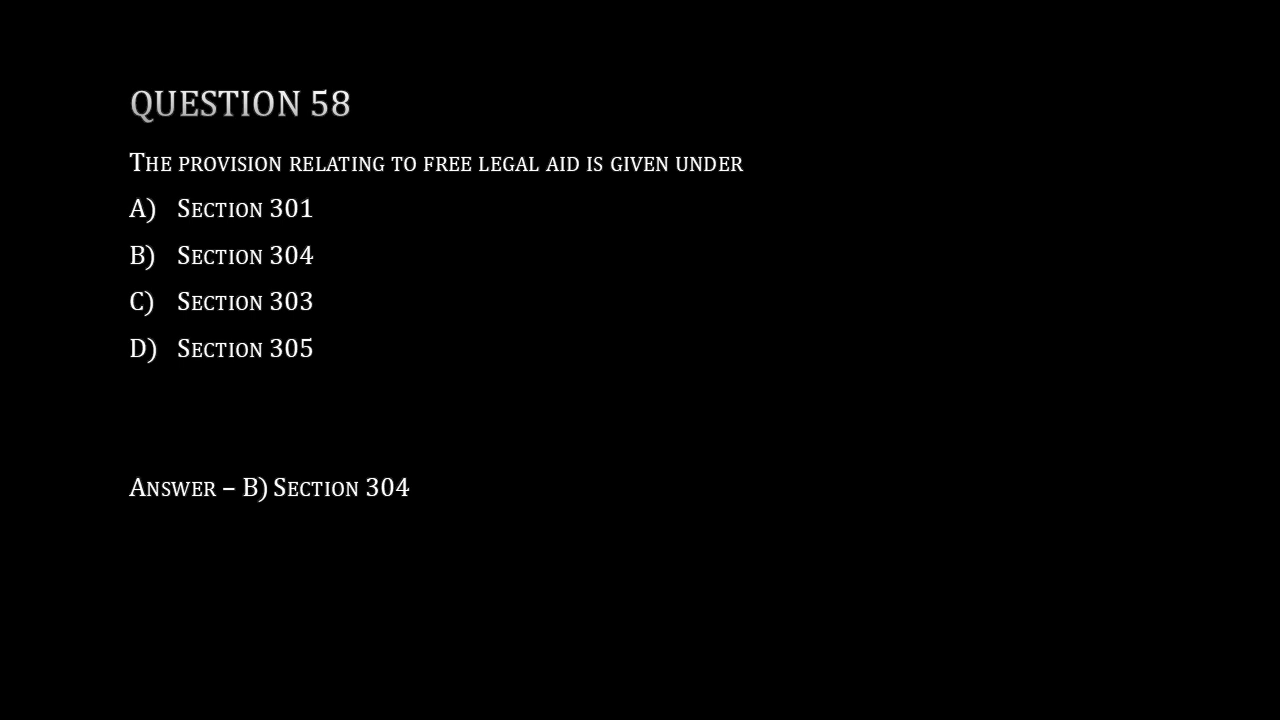 QUESTION 58
The provision relating to free legal aid is given under
A) Section 301
B) Section 304
C) Section 303
D) Section 305
Answer – B) Section 304